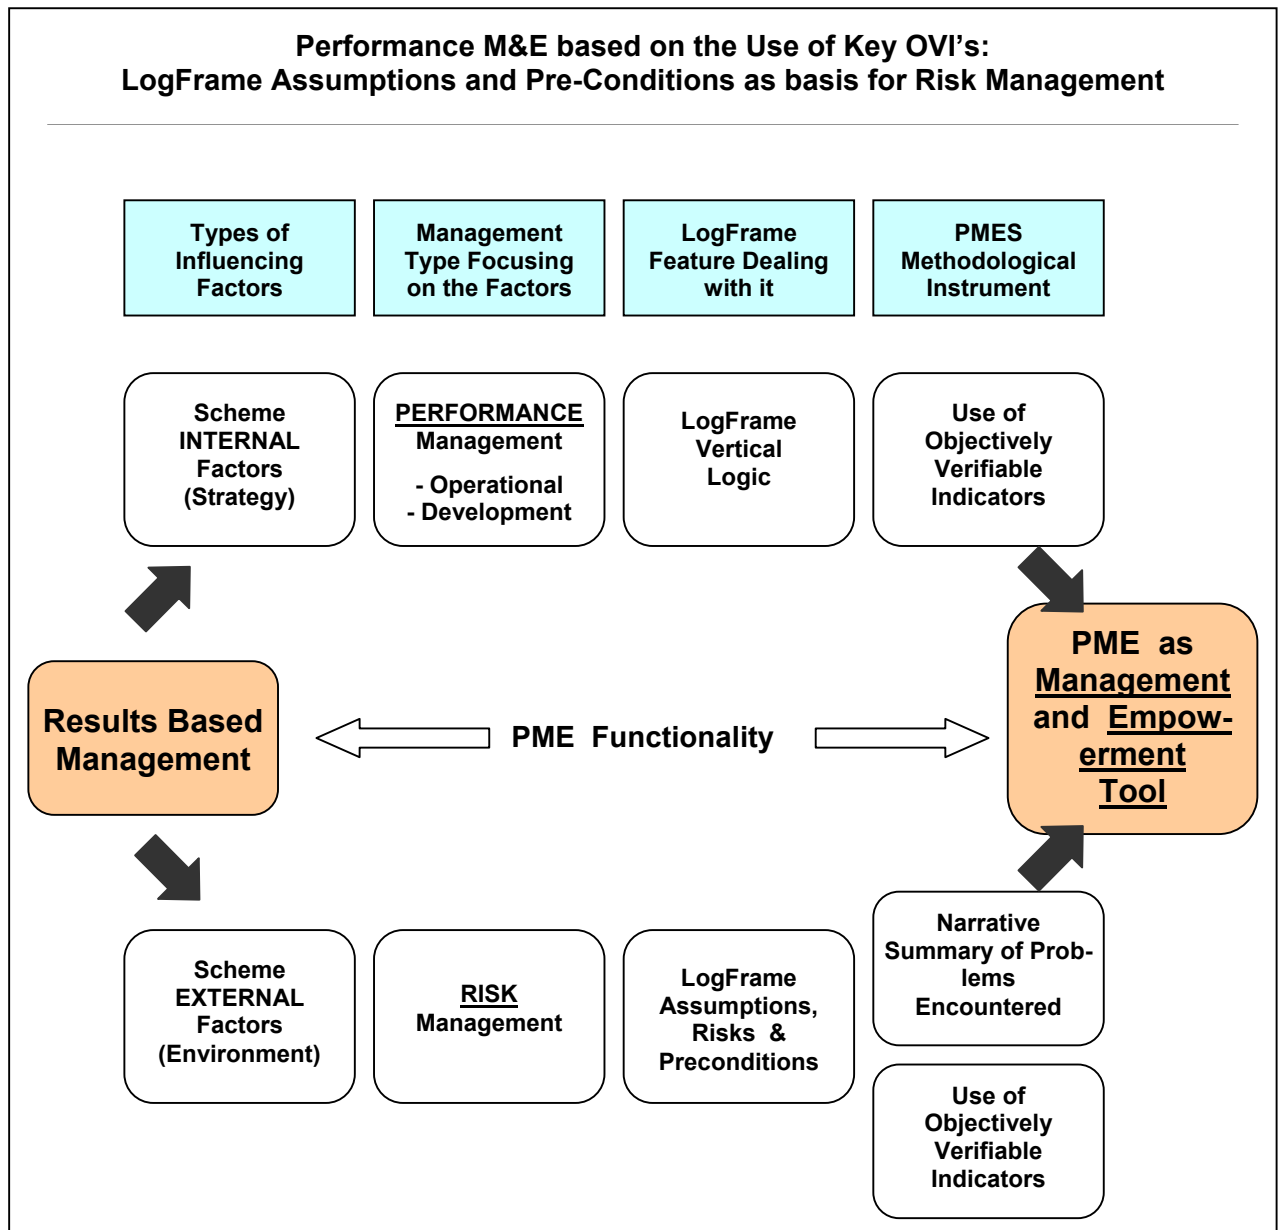 Performance M&E based on the Use of Key OVI’s:
LogFrame Assumptions and Pre-Conditions as basis for Risk Management
Types of
Influencing
Factors
Management
Type Focusing
on the Factors
LogFrame
Feature Dealing
with it
PMES
Methodological
Instrument
Scheme
INTERNAL
Factors
(Strategy)
PERFORMANCE
Management
- Operational
- Development
LogFrame
Vertical
Logic
Use of
Objectively
Verifiable
Indicators
Results Based
Management
PME Functionality
PME as
Management
and Empow-
erment
Tool
Scheme
EXTERNAL
Factors
(Environment)
RISK
Management
LogFrame
Assumptions,
Risks &
Preconditions
Narrative
Summary of Prob-
lems
Encountered
Use of
Objectively
Verifiable
Indicators